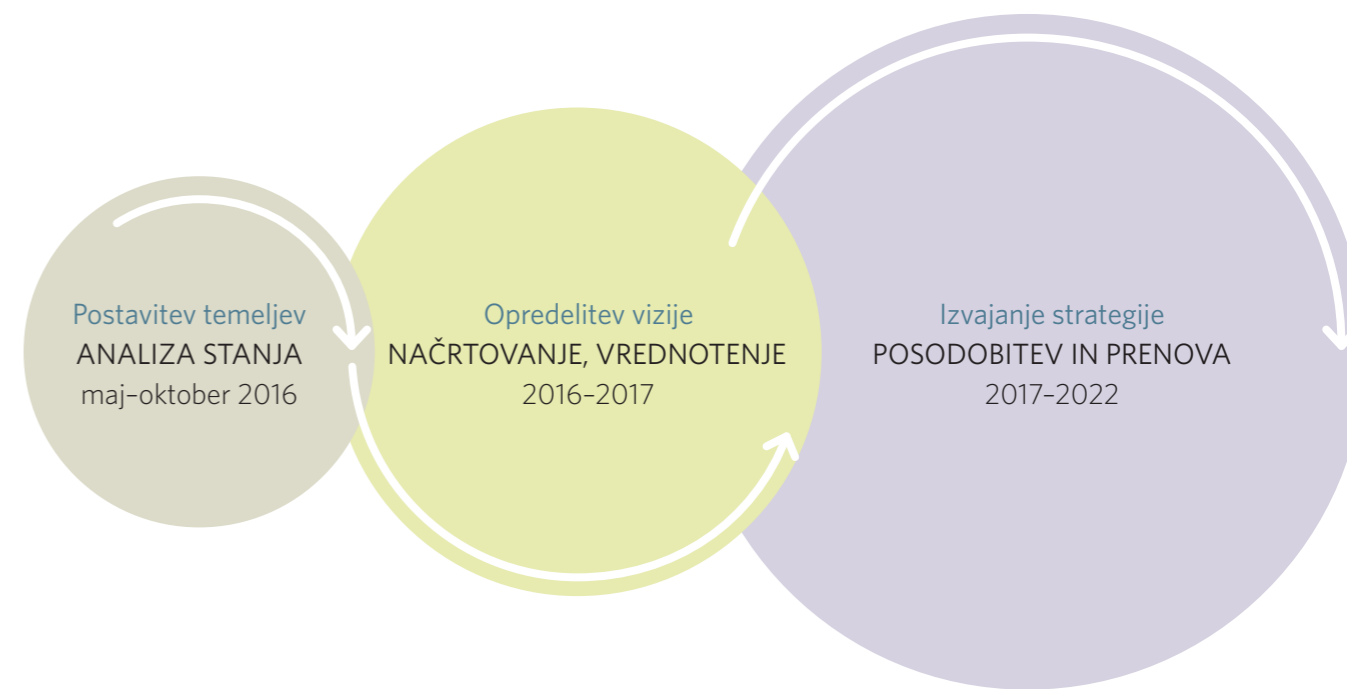 Postavitev temeljev
ANALIZA STANJA
maj–oktober 2016
Opredelitev vizije
NAČRTOVANJE, VREDNOTENJE
2016–2017
Izvajanje strategije
POSODOBITEV IN PRENOVA
2017–2022